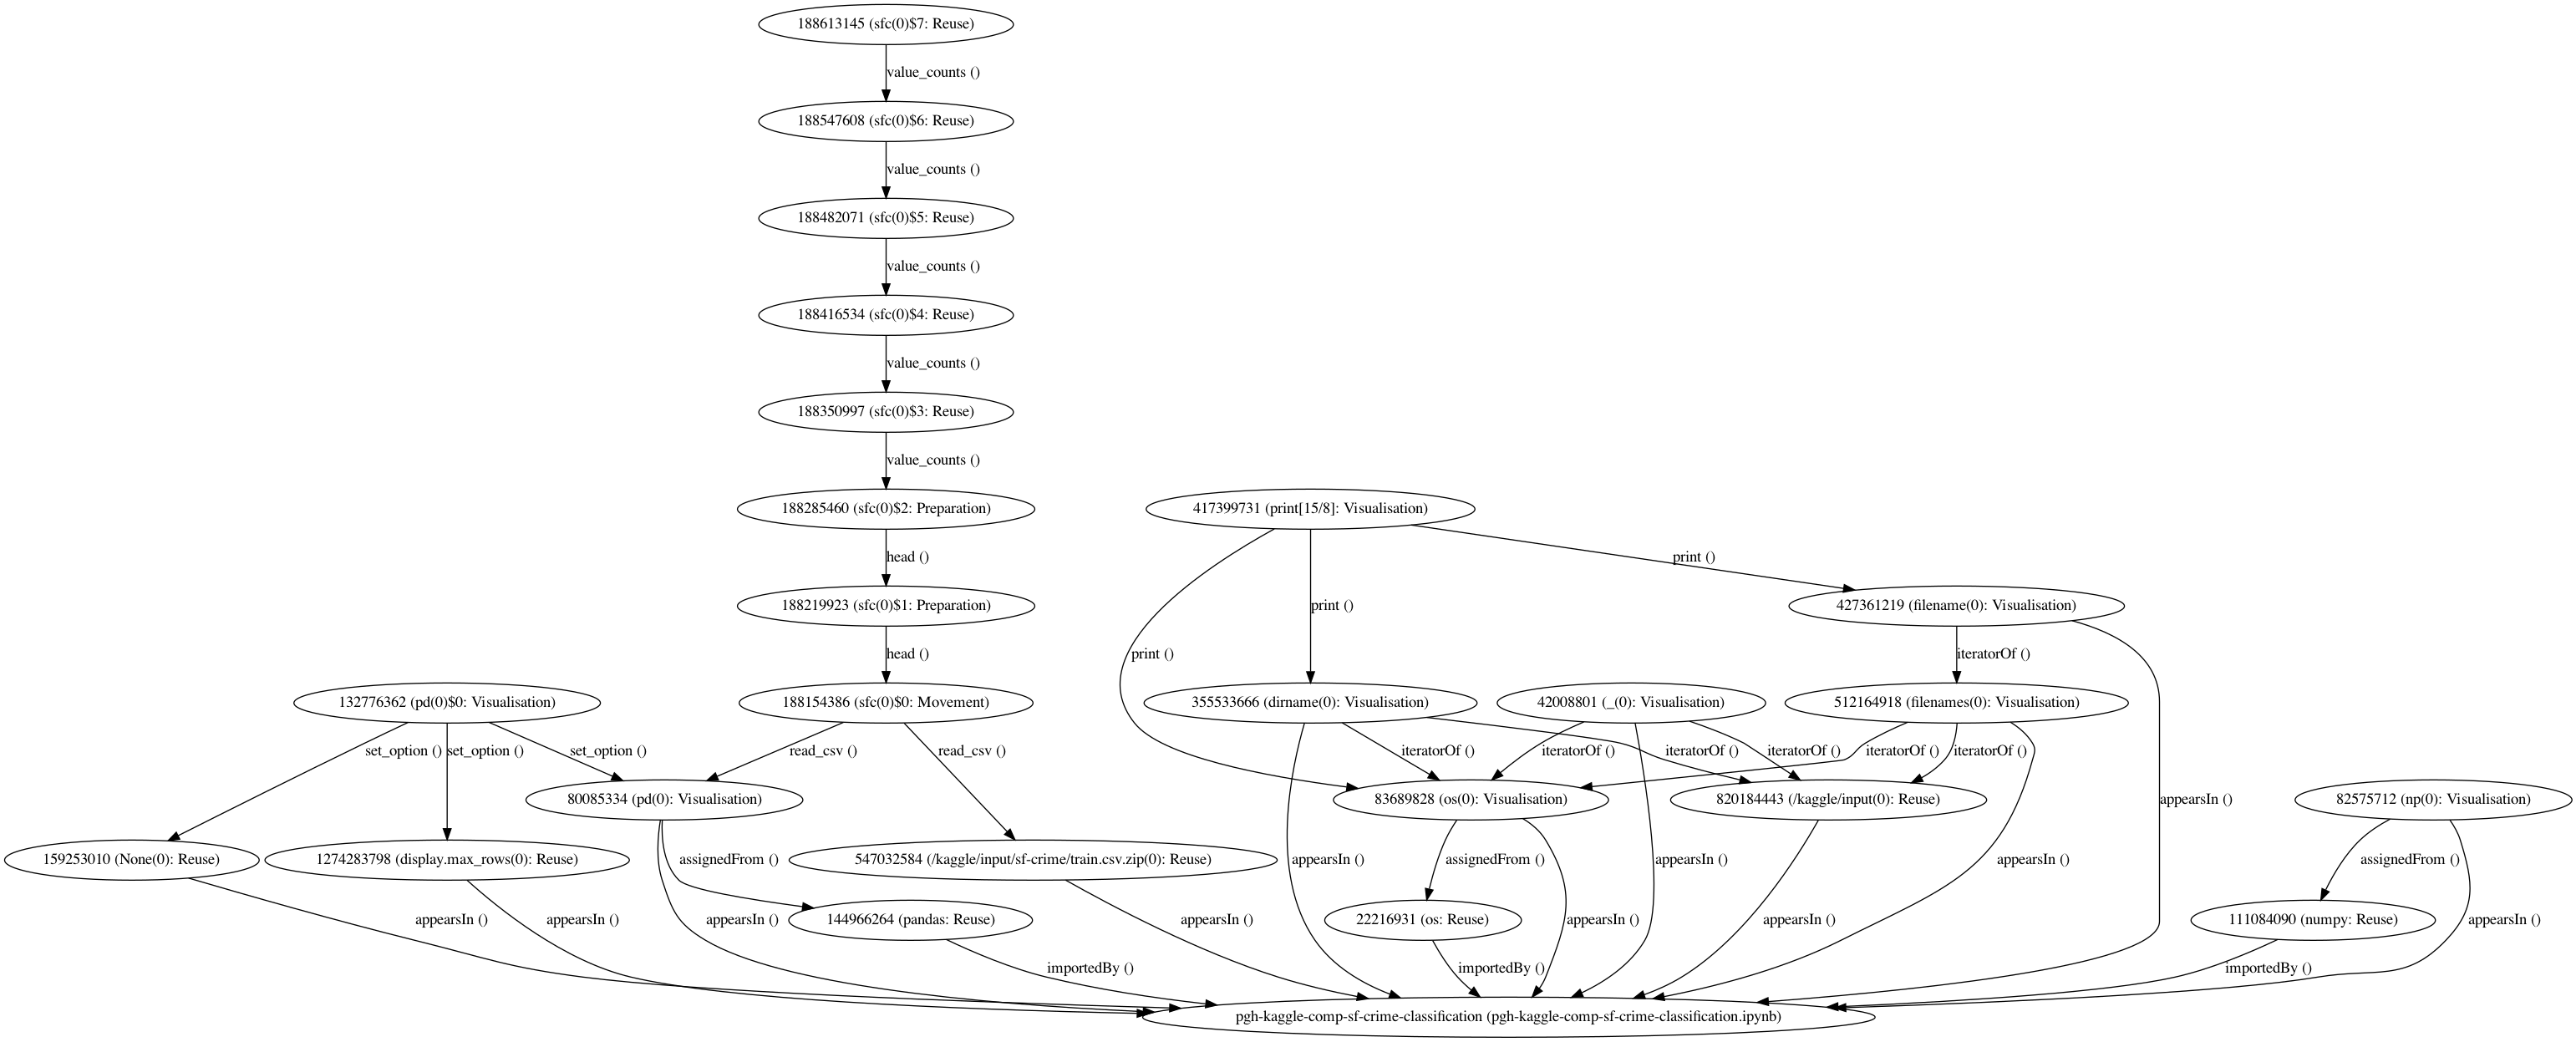 188613145 (sfc(0)$7: Reuse)
value_counts ()
188547608 (sfc(0)$6: Reuse)
value_counts ()
188482071 (sfc(0)$5: Reuse)
value_counts ()
188416534 (sfc(0)$4: Reuse)
value_counts ()
188350997 (sfc(0)$3: Reuse)
value_counts ()
188285460 (sfc(0)$2: Preparation)
417399731 (print[15/8]: Visualisation)
head ()
print ()
188219923 (sfc(0)$1: Preparation)
print ()
427361219 (filename(0): Visualisation)
head ()
print ()
iteratorOf ()
132776362 (pd(0)$0: Visualisation)
188154386 (sfc(0)$0: Movement)
355533666 (dirname(0): Visualisation)
42008801 (_(0): Visualisation)
512164918 (filenames(0): Visualisation)
set_option ()
set_option ()
set_option ()
read_csv ()
read_csv ()
iteratorOf ()
iteratorOf ()
iteratorOf ()
iteratorOf ()
iteratorOf ()
iteratorOf ()
80085334 (pd(0): Visualisation)
83689828 (os(0): Visualisation)
820184443 (/kaggle/input(0): Reuse)
appearsIn ()
82575712 (np(0): Visualisation)
159253010 (None(0): Reuse)
1274283798 (display.max_rows(0): Reuse)
assignedFrom ()
547032584 (/kaggle/input/sf-crime/train.csv.zip(0): Reuse)
appearsIn ()
assignedFrom ()
appearsIn ()
appearsIn ()
assignedFrom ()
appearsIn ()
appearsIn ()
appearsIn ()
144966264 (pandas: Reuse)
appearsIn ()
22216931 (os: Reuse)
appearsIn ()
appearsIn ()
111084090 (numpy: Reuse)
appearsIn ()
importedBy ()
importedBy ()
importedBy ()
pgh-kaggle-comp-sf-crime-classification (pgh-kaggle-comp-sf-crime-classification.ipynb)